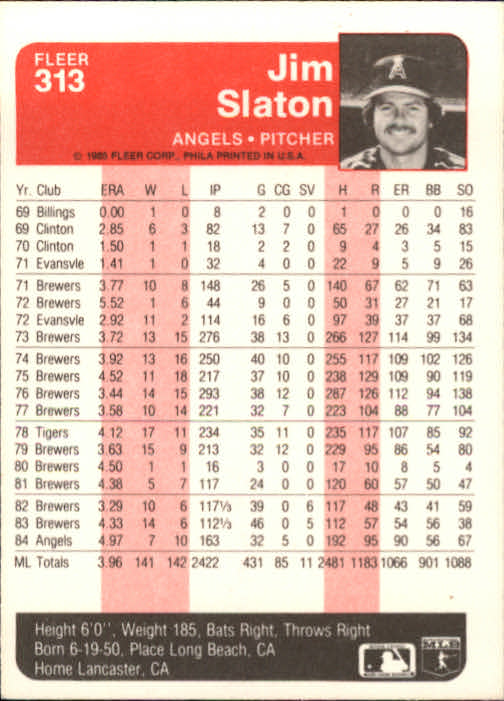 FLEER
313
Jim
Slaton
ANGELS • PITCHER
© 1985 FLEER CORP., PHILA PRINTED IN U.S.A.
Yr. Club ERA W L IP G CG SV H R ER BB SO
69 Billings 0.00 1 0 8 2 0 0 1 0 0 0 16
69 Clinton 2.85 6 3 82 13 7 0 65 27 26 34 83
70 Clinton 1.50 1 1 18 2 2 0 9 4 3 5 15
71 Evansvle 1.41 1 0 32 4 0 0 22 9 5 9 26
71 Brewers 3.77 10 8 148 26 5 0 140 67 62 71 63
72 Brewers 5.52 1 6 44 9 0 0 50 31 27 21 17
72 Evansvle 2.92 11 2 114 16 6 0 97 39 37 37 68
73 Brewers 3.72 13 15 276 38 13 0 266 127 114 99 134
74 Brewers 3.92 13 16 250 40 10 0 255 117 109 102 126
75 Brewers 4.52 11 18 217 37 10 0 238 129 109 90 119
76 Brewers 3.44 14 15 293 38 12 0 287 126 112 94 138
77 Brewers 3.58 10 14 221 32 7 0 223 104 88 77 104
78 Tigers 4.12 17 11 234 35 11 0 235 117 107 85 92
79 Brewers 3.63 15 9 213 32 12 0 229 95 86 54 80
80 Brewers 4.50 1 1 16 3 0 0 17 10 8 5 4
81 Brewers 4.38 5 7 117 24 0 0 120 60 57 50 47
82 Brewers 3.29 10 6 117⅓ 39 0 6 117 48 43 41 59
83 Brewers 4.33 14 6 112⅓ 46 0 5 112 57 54 56 38
84 Angels 4.97 7 10 163 32 5 0 192 95 90 56 67
ML Totals 3.96 141 142 2422 431 85 11 2481 1183 1066 901 1088
Height 6'0'', Weight 185, Bats Right, Throws Right
Born 6-19-50, Place Long Beach, CA
Home Lancaster, CA